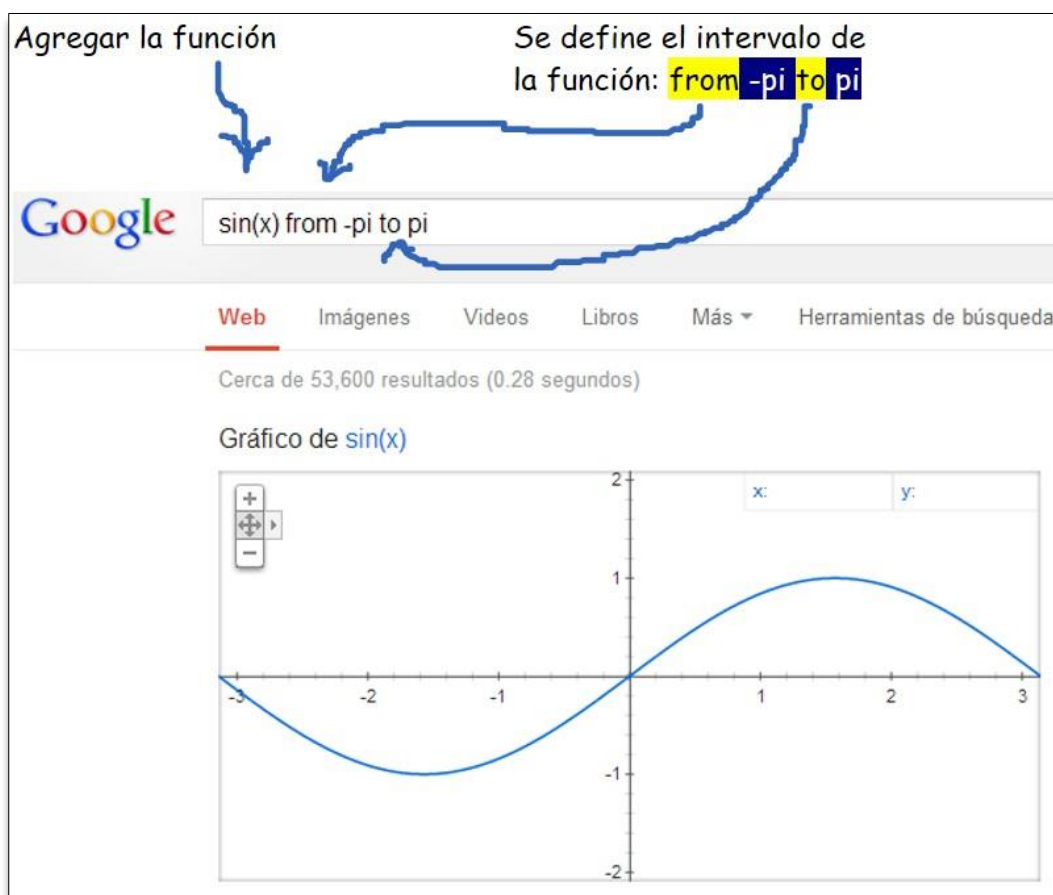 Agregar la función
Se define el intervalo de
la función: from -pi to pi
Google
sin(x) from -pi to pi
Web Imágenes Videos Libros Más Herramientas de búsqueda
Cerca de 53,600 resultados (0.28 segundos)
Gráfico de sin(x)
x: y:
2
1
-3 -2 -1 1 2 3
-1
-2